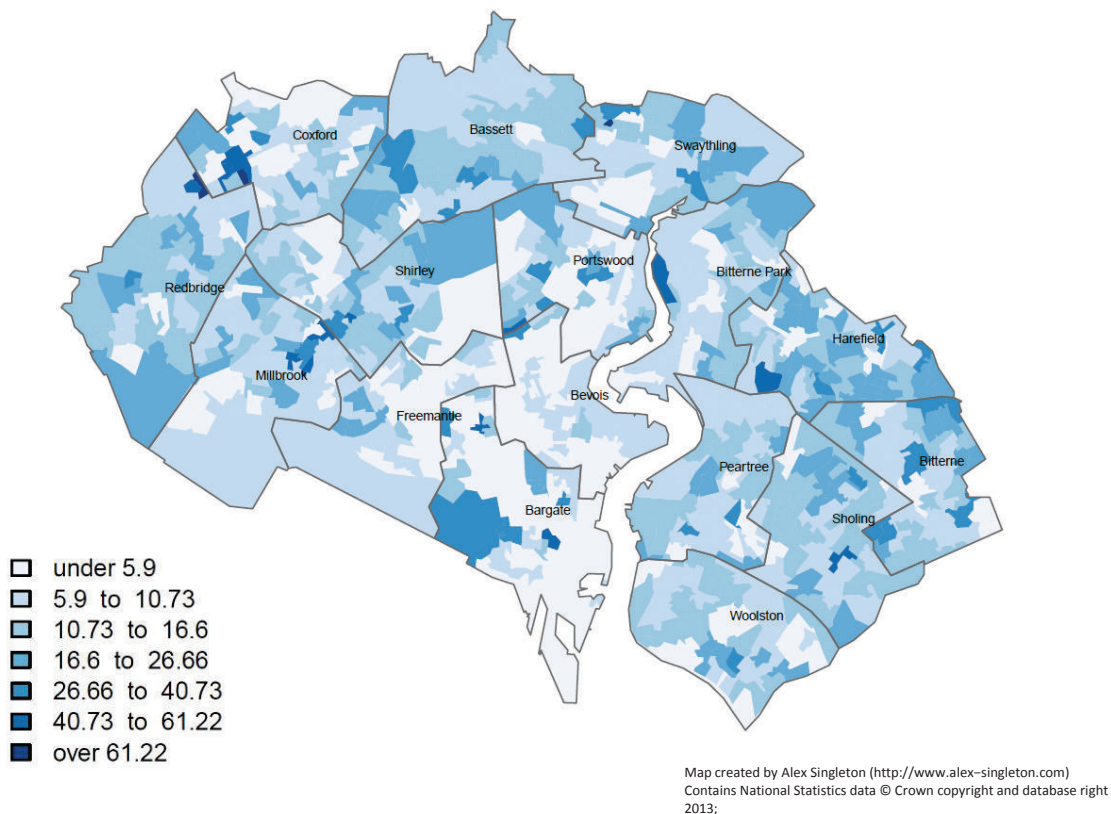 Bassett
Coxford
Swaythling
Portswood
Shirley
Bitterne Park
Redbridge
Harefield
Millbrook
Bevois
Freemantle
Bitterne
Peartree
Bargate
Sholing
Woolston
under 5.9
5.9 to 10.73
10.73 to 16.6
16.6 to 26.66
26.66 to 40.73
40.73 to 61.22
over 61.22
Map created by Alex Singleton (http://www.alex−singleton.com)
Contains National Statistics data © Crown copyright and database right
2013;